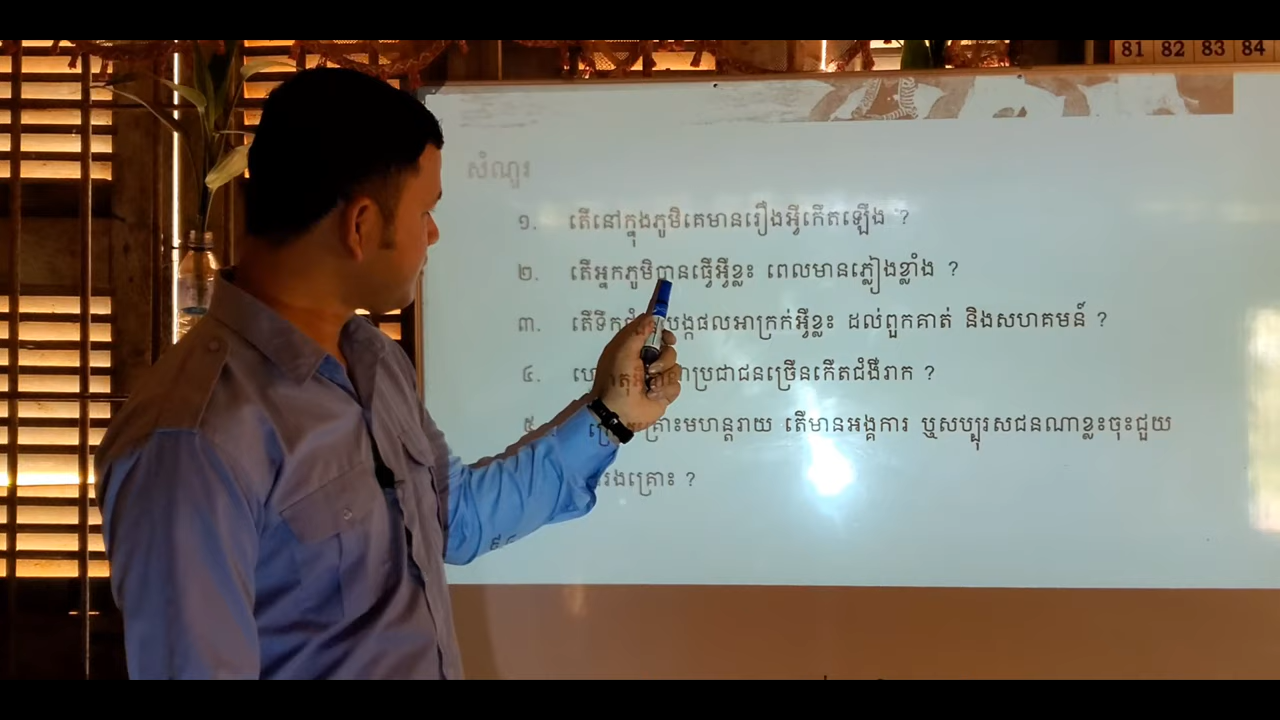 81 82 83 84
សំណួរ
១. តើនៅក្នុងភូមិគេមានរឿងអ្វីកើតឡើង ?
២. តើអ្នកភូមិបានធ្វើអ្វីខ្លះ ពេលមានភ្លៀងខ្លាំង ?
៣. តើទឹកជំនន់បង្កផលអាក្រក់អ្វីខ្លះ ដល់ពួកគាត់ និងសហគមន៍ ?
៤. ប្រជាជនច្រើនកើតជំងឺរាក ?
៥. គ្រោះមហន្តរាយ តើមានអង្គការ ឬសប្បុរសជនណាខ្លះចុះជួយ
រងគ្រោះ ?